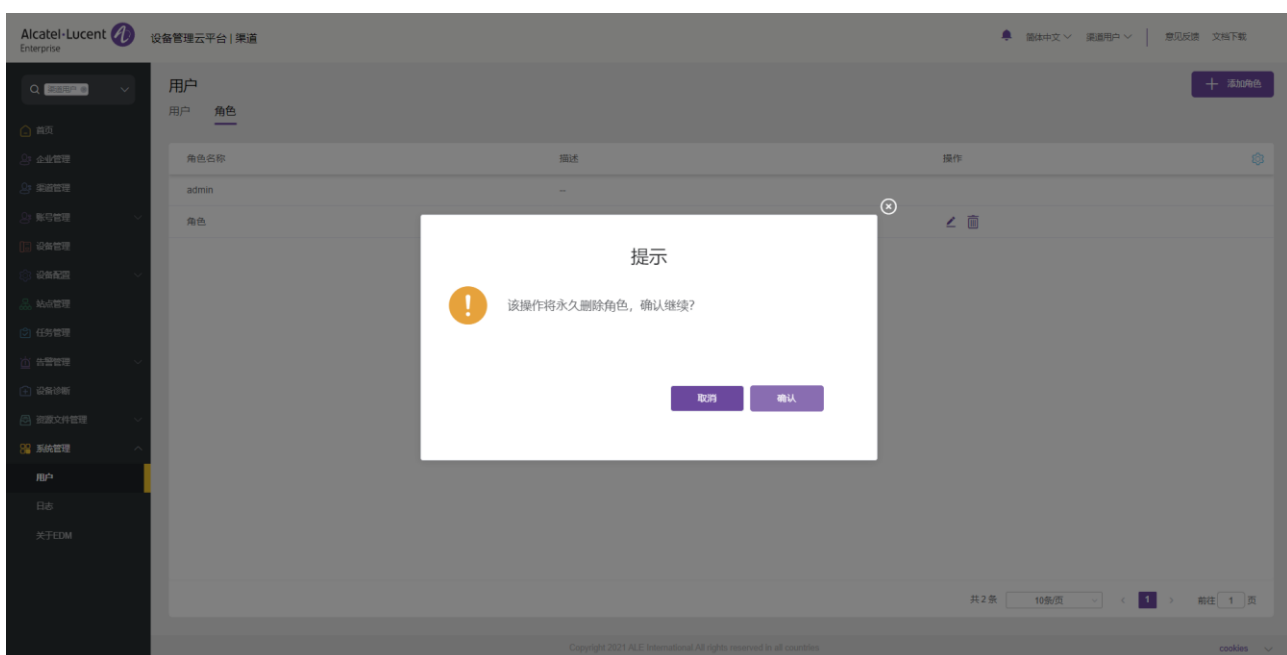 Alcatel·Lucent
Enterprise
设备管理云平台 | 渠道
简体中文
渠道用户
意见反馈
文档下载
渠道用户
首页
企业管理
渠道管理
账号管理
设备管理
设备配置
站点管理
任务管理
告警管理
设备诊断
资源文件管理
系统管理
用户
日志
关于EDM
用户
添加角色
用户
角色
角色名称
描述
操作
admin
--
角色
提示
该操作将永久删除角色，确认继续?
取消
确认
共 2 条
10条/页
1
前往 1 页
Copyright 2021 ALE International All rights reserved in all countries
cookies